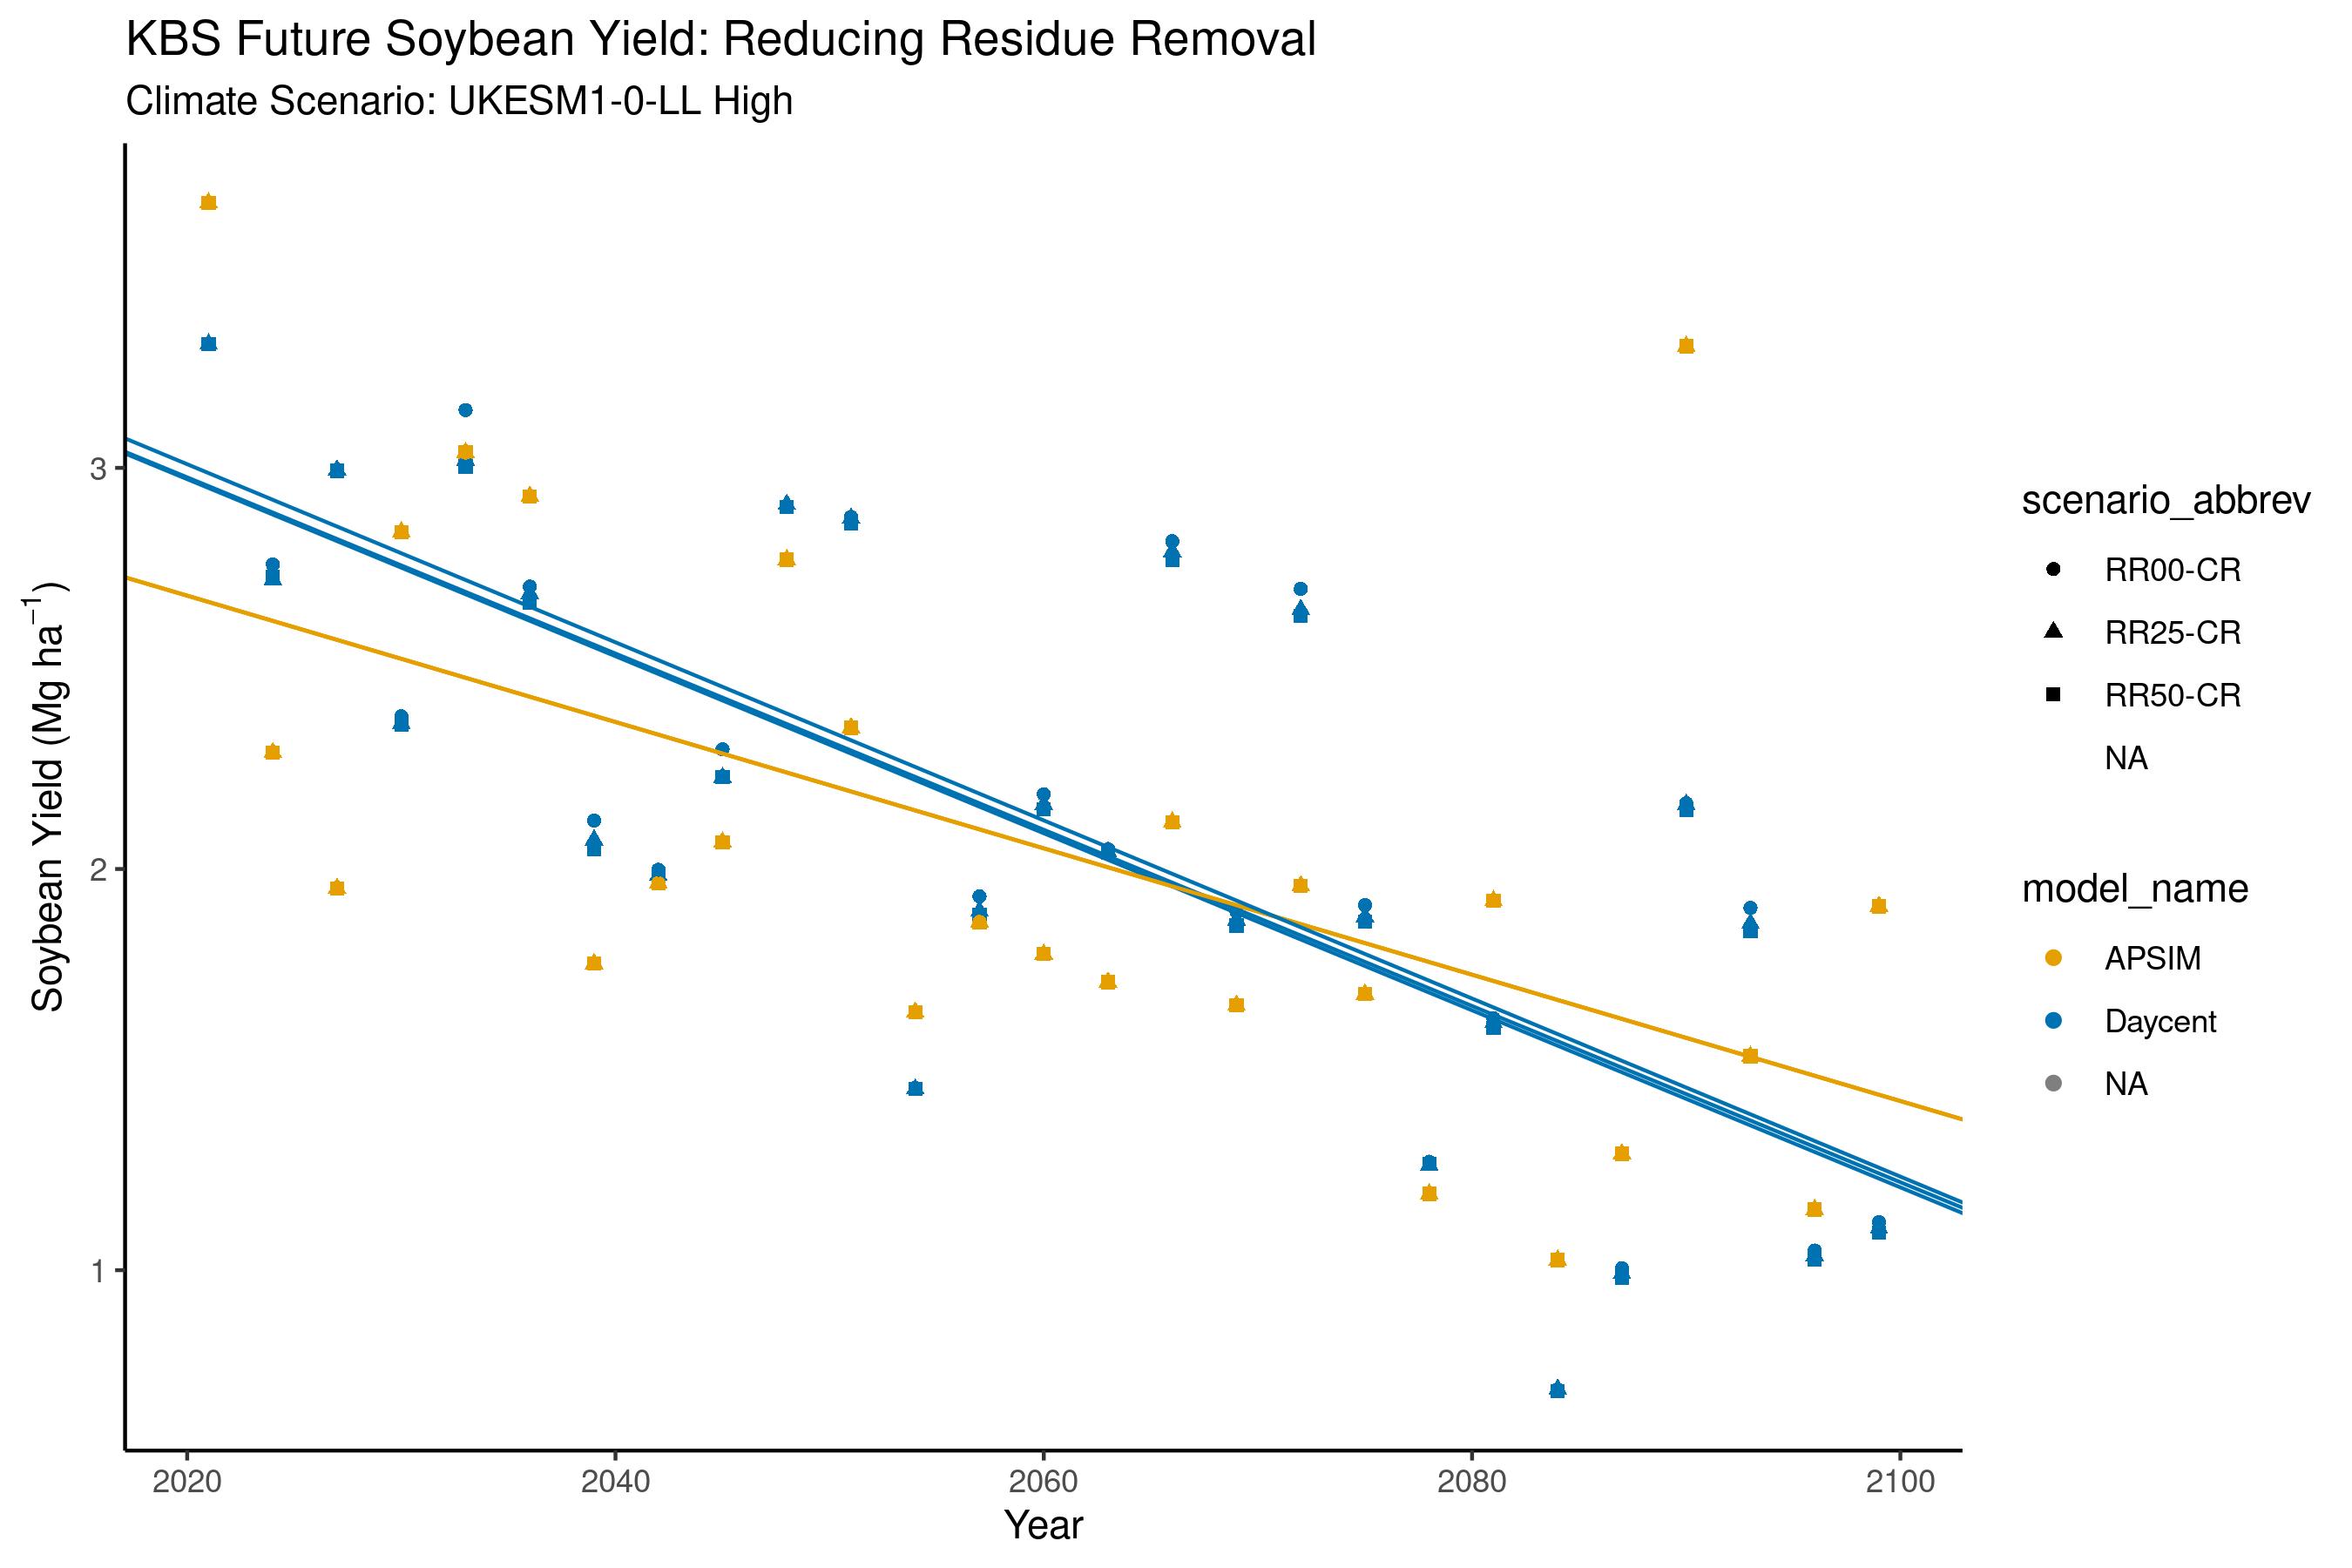 KBS Future Soybean Yield: Reducing Residue Removal
Climate Scenario: UKESM1-0-LL High
Soybean Yield (Mg ha⁻¹)
3
2
1
2020
2040
2060
2080
2100
Year
scenario_abbrev
RR00-CR
RR25-CR
RR50-CR
NA
model_name
APSIM
Daycent
NA